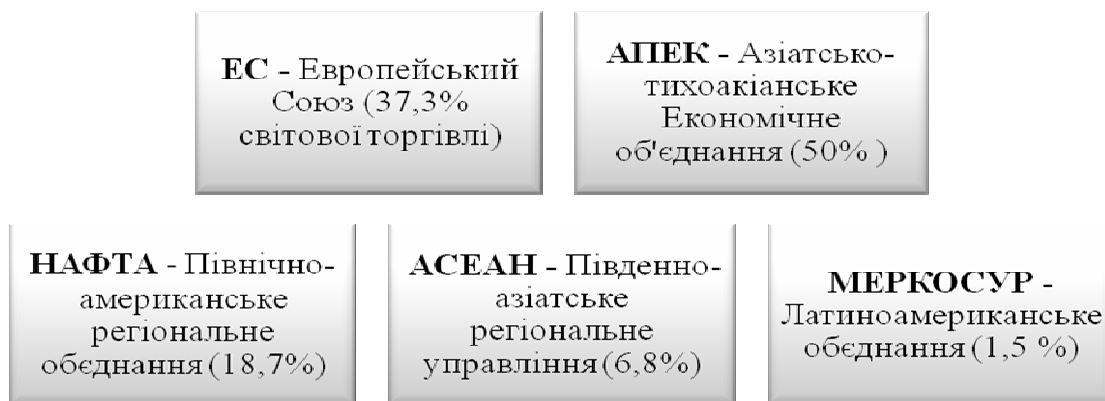 ЕС - Европейський
Союз (37,3%
світової торгівлі)
АПЕК - Азіатсько-
тихоакіанське
Економічне
об'єднання (50% )
НАФТА - Північно-
американське
регіональне
обєднання (18,7%)
АСЕАН - Південно-
азіатське
регіональне
управління (6,8%)
МЕРКОСУР -
Латиноамериканське
обєднання (1,5 %)